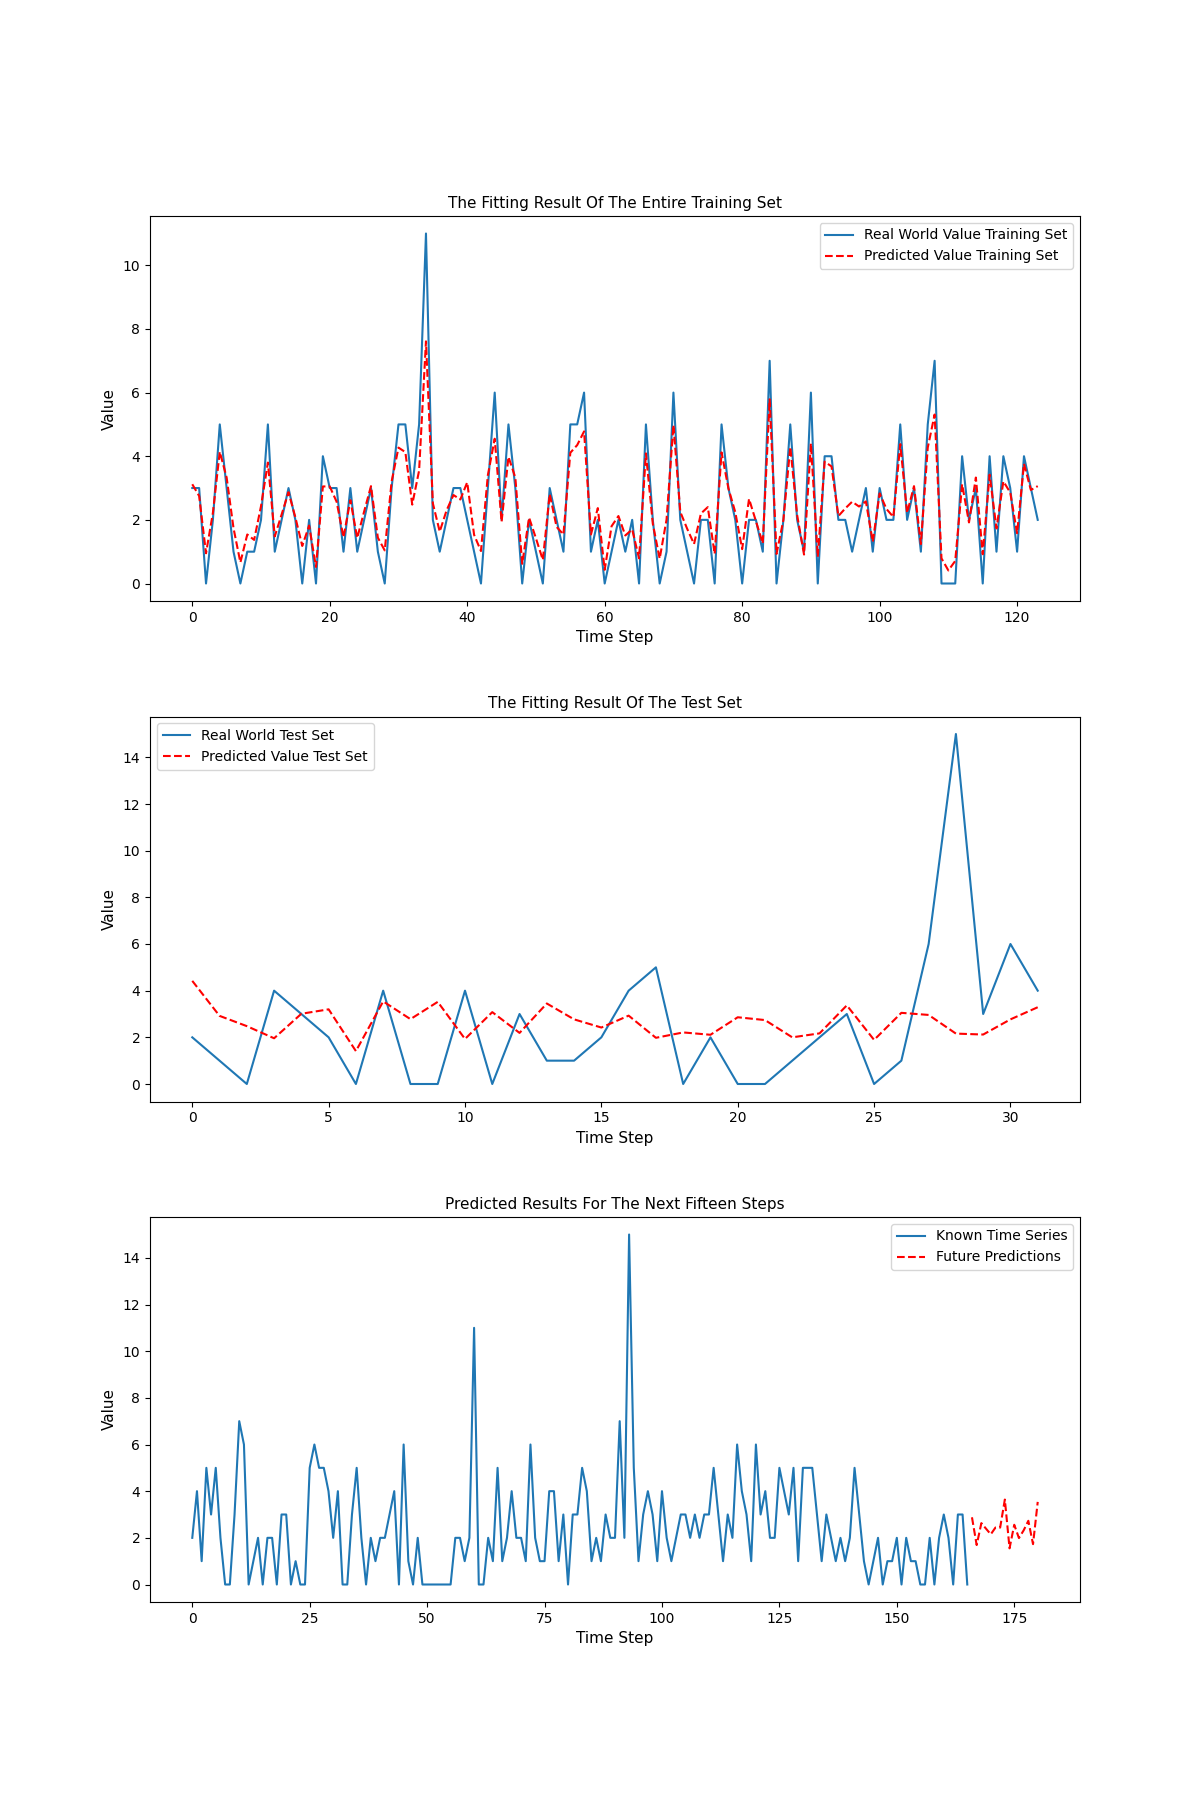 The Fitting Result Of The Entire Training Set
Real World Value Training Set
Predicted Value Training Set
Value
10
8
6
4
2
0
0 20 40 60 80 100 120
Time Step
The Fitting Result Of The Test Set
Real World Test Set
Predicted Value Test Set
Value
14
12
10
8
6
4
2
0
0 5 10 15 20 25 30
Time Step
Predicted Results For The Next Fifteen Steps
Known Time Series
Future Predictions
Value
14
12
10
8
6
4
2
0
0 25 50 75 100 125 150 175
Time Step